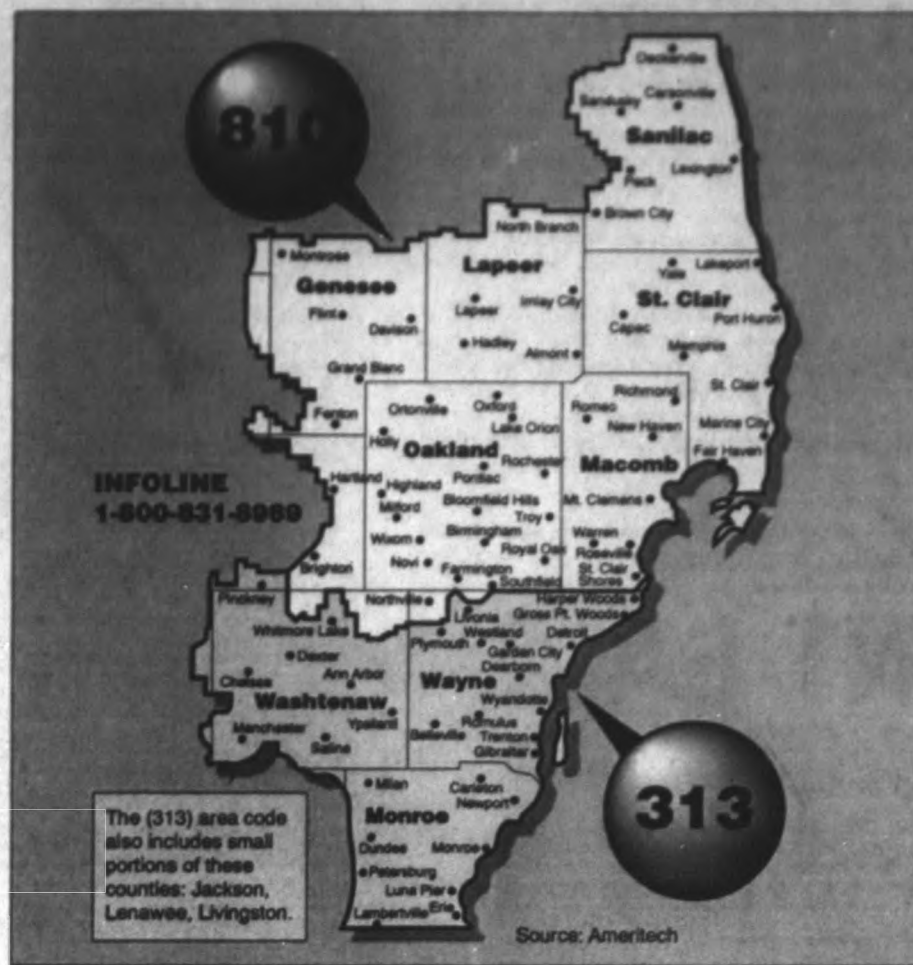 Deckerville
810
Sandusky
Carsonville
Sanilac
Peck
Lexington
North Branch
Brown City
Montrose
Lapeer
Yale
Lakeport
Genesee
St. Clair
Lapeer
Imlay City
Flint
Davison
Capac
Port Huron
Hadley
Almont
Memphis
Grand Blanc
St. Clair
Richmond
Ortonville
Oxford
Romeo
Fenton
Lake Orion
New Haven
Marine City
Holly
Oakland
Macomb
Fair Haven
Rochester
Pontiac
INFOLINE
1-800-831-8989
Hartland
Highland
Bloomfield Hills
Mt. Clemens
Milford
Troy
Birmingham
Warren
Wixom
Royal Oak
Roseville
Brighton
Novi
Farmington
St. Clair
Shores
Southfield
Pinckney
Northville
Harper Woods
Livonia
Gross Pt. Woods
Whitmore Lake
Plymouth
Westland
Detroit
Garden City
Dexter
Dearborn
Chelsea
Ann Arbor
Wayne
Washtenaw
Wyandotte
Manchester
Ypsilanti
Romulus
Belleville
Trenton
Saline
Gibraltar
Milan
Carleton
Newport
313
Monroe
The (313) area code
also includes small
portions of these
counties: Jackson,
Lenawee, Livingston.
Dundee
Monroe
Petersburg
Luna Pier
Erie
Lambertville
Source: Ameritech